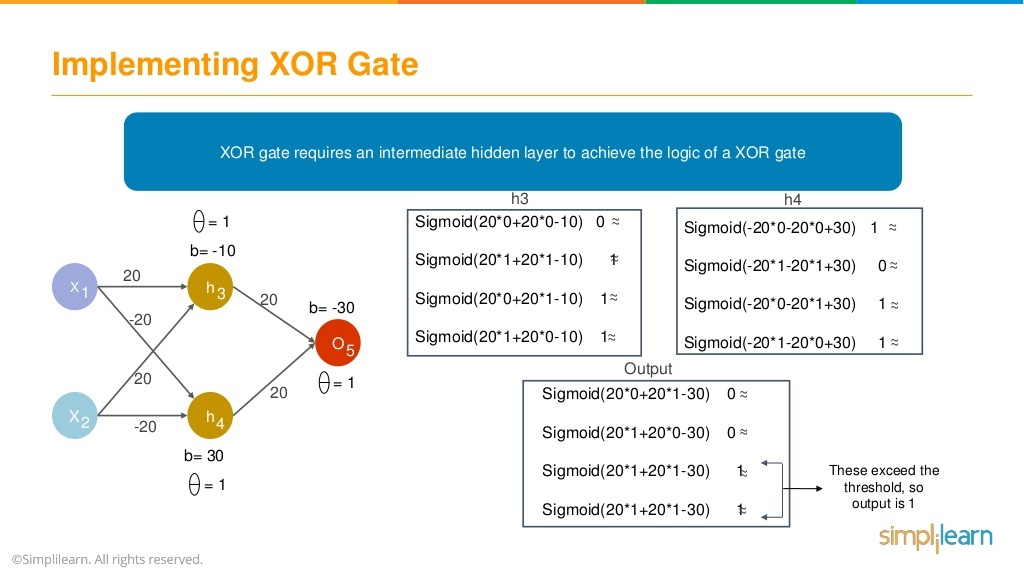 Implementing XOR Gate
XOR gate requires an intermediate hidden layer to achieve the logic of a XOR gate
θ = 1
b= -10
X1
20
-20
h3
20
b= -30
O5
θ = 1
20
X2
-20
h4
20
b= 30
θ = 1
h3
Sigmoid(20*0+20*0-10) 0 ≈
Sigmoid(20*1+20*1-10) 1≈
Sigmoid(20*0+20*1-10) 1≈
Sigmoid(20*1+20*0-10) 1≈
h4
Sigmoid(-20*0-20*0+30) 1 ≈
Sigmoid(-20*1-20*1+30) 0 ≈
Sigmoid(-20*0-20*1+30) 1 ≈
Sigmoid(-20*1-20*0+30) 1 ≈
Output
Sigmoid(20*0+20*1-30) 0 ≈
Sigmoid(20*1+20*0-30) 0 ≈
Sigmoid(20*1+20*1-30) 1≈
Sigmoid(20*1+20*1-30) 1≈
These exceed the
threshold, so
output is 1
simplilearn
©Simplilearn. All rights reserved.